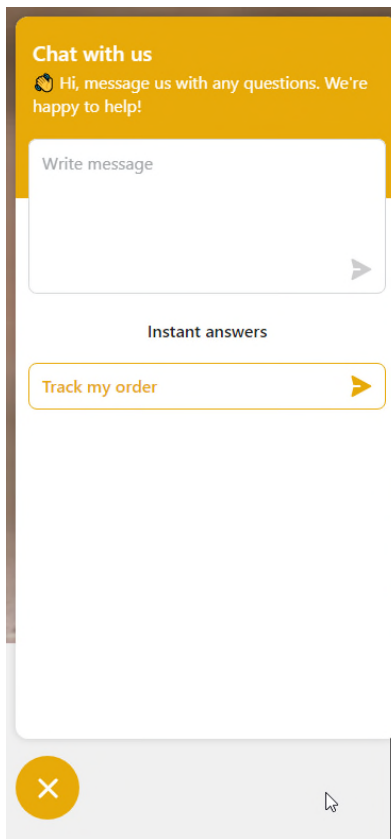 Chat with us
👋 Hi, message us with any questions. We're
happy to help!
Write message
Instant answers
Track my order